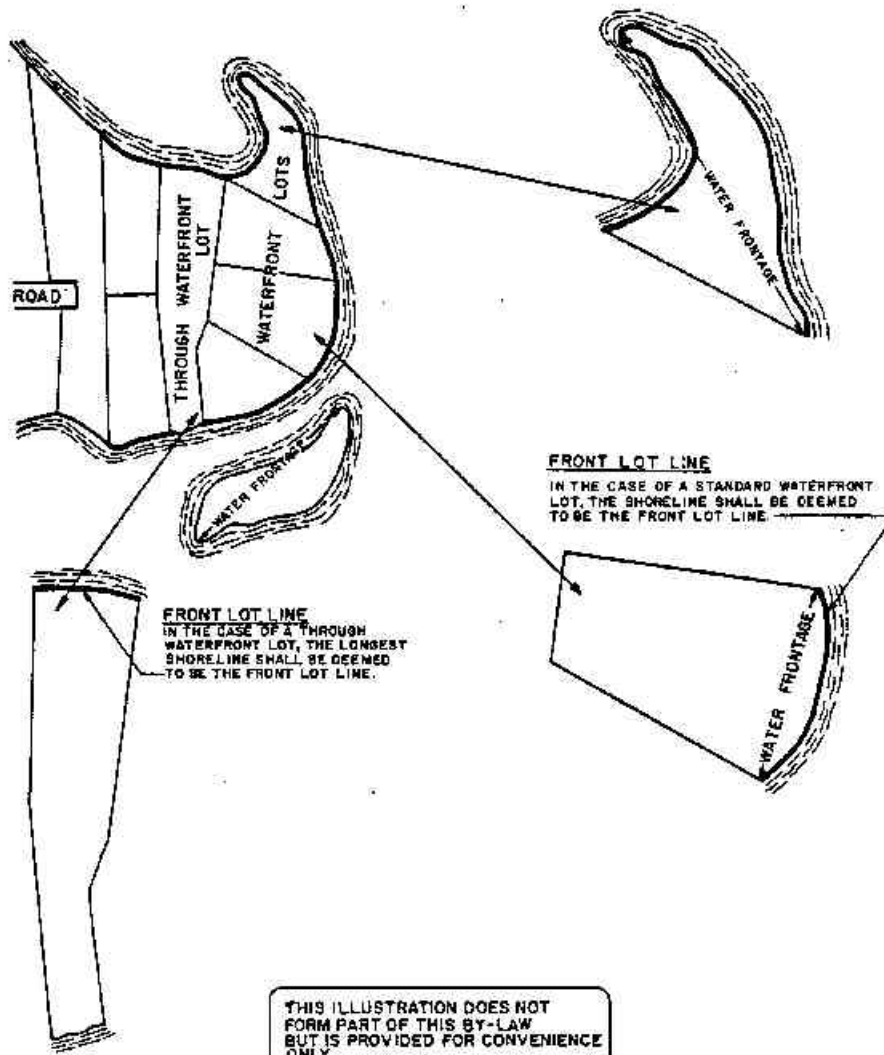 LOTS
THROUGH WATERFRONT
LOT
WATERFRONT
ROAD
WATER FRONTAGE
WATER FRONTAGE
FRONT LOT LINE
IN THE CASE OF A STANDARD WATERFRONT
LOT, THE SHORELINE SHALL BE DEEMED
TO BE THE FRONT LOT LINE.
FRONT LOT LINE
IN THE CASE OF A THROUGH
WATERFRONT LOT, THE LONGEST
SHORELINE SHALL BE DEEMED
TO BE THE FRONT LOT LINE.
WATER FRONTAGE
THIS ILLUSTRATION DOES NOT
FORM PART OF THIS BY-LAW
BUT IS PROVIDED FOR CONVENIENCE
ONLY